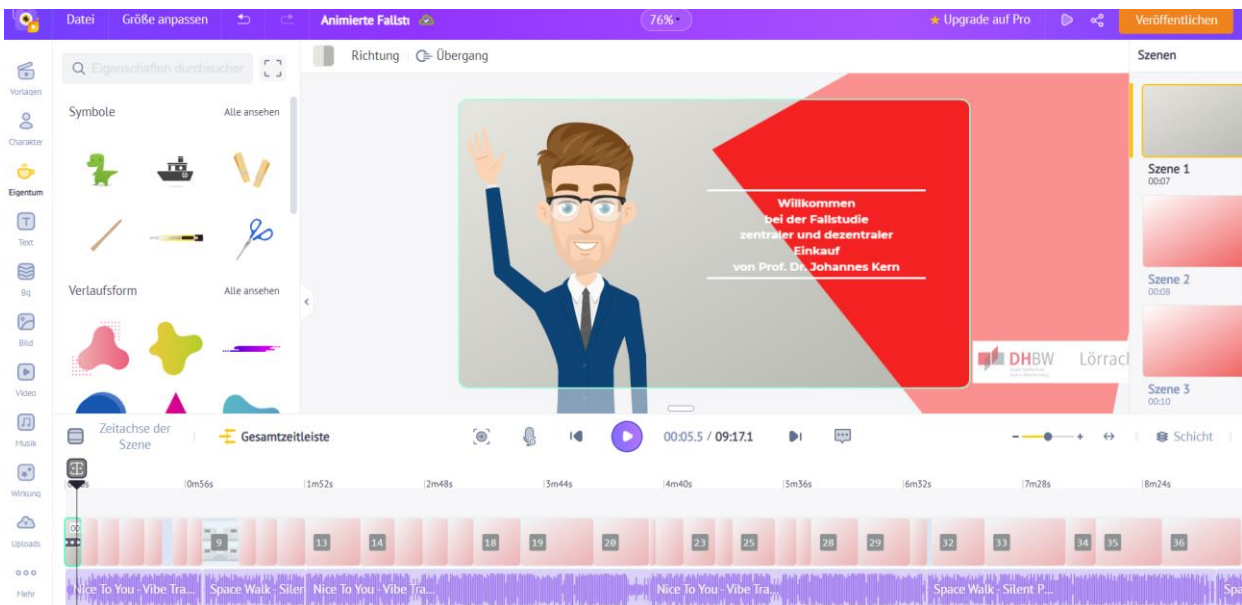 Datei Größe anpassen Animierte Fallstu 76% Upgrade auf Pro Veröffentlichen
Vorlagen
Charakter
Eigentum
Text
Bg
Bild
Video
Musik
Wirkung
Uploads
Mehr
Eigenschaften durchsuchen
Symbole Alle ansehen
Verlaufsform Alle ansehen
Richtung Übergang
Willkommen
bei der Fallstudie
zentraler und dezentraler
Einkauf
von Prof. Dr. Johannes Kern
DHBW Lörrach
Szenen
Szene 1
00:07
Szene 2
00:08
Szene 3
00:10
Zeitachse der
Szene
Gesamtzeitleiste 00:05.5 / 09:17.1 Schicht
0m56s 1m52s 2m48s 3m44s 4m40s 5m36s 6m32s 7m28s 8m24s
9 13 14 18 19 20 23 25 28 29 32 33 34 35 36
Nice To You - Vibe Tra... Space Walk - Silen Nice To You - Vibe Tra... Nice To You - Vibe Tra... Space Walk - Silent P... Spa